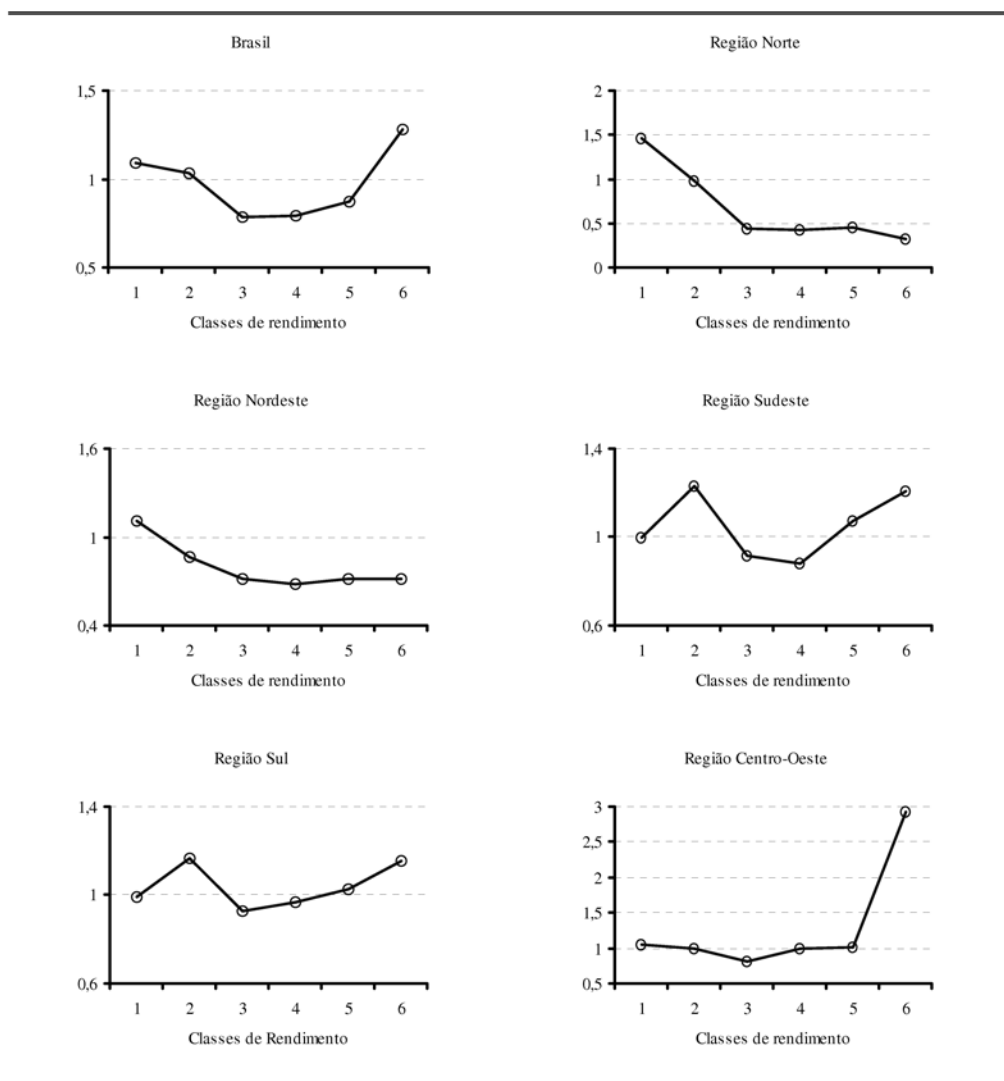 Brasil
1,5
1
0,5
1 2 3 4 5 6
Classes de rendimento
Região Norte
2
1,5
1
0,5
0
1 2 3 4 5 6
Classes de rendimento
Região Nordeste
1,6
1
0,4
1 2 3 4 5 6
Classes de rendimento
Região Sudeste
1,4
1
0,6
1 2 3 4 5 6
Classes de rendimento
Região Sul
1,4
1
0,6
1 2 3 4 5 6
Classes de Rendimento
Região Centro-Oeste
3
2,5
2
1,5
1
0,5
1 2 3 4 5 6
Classes de rendimento